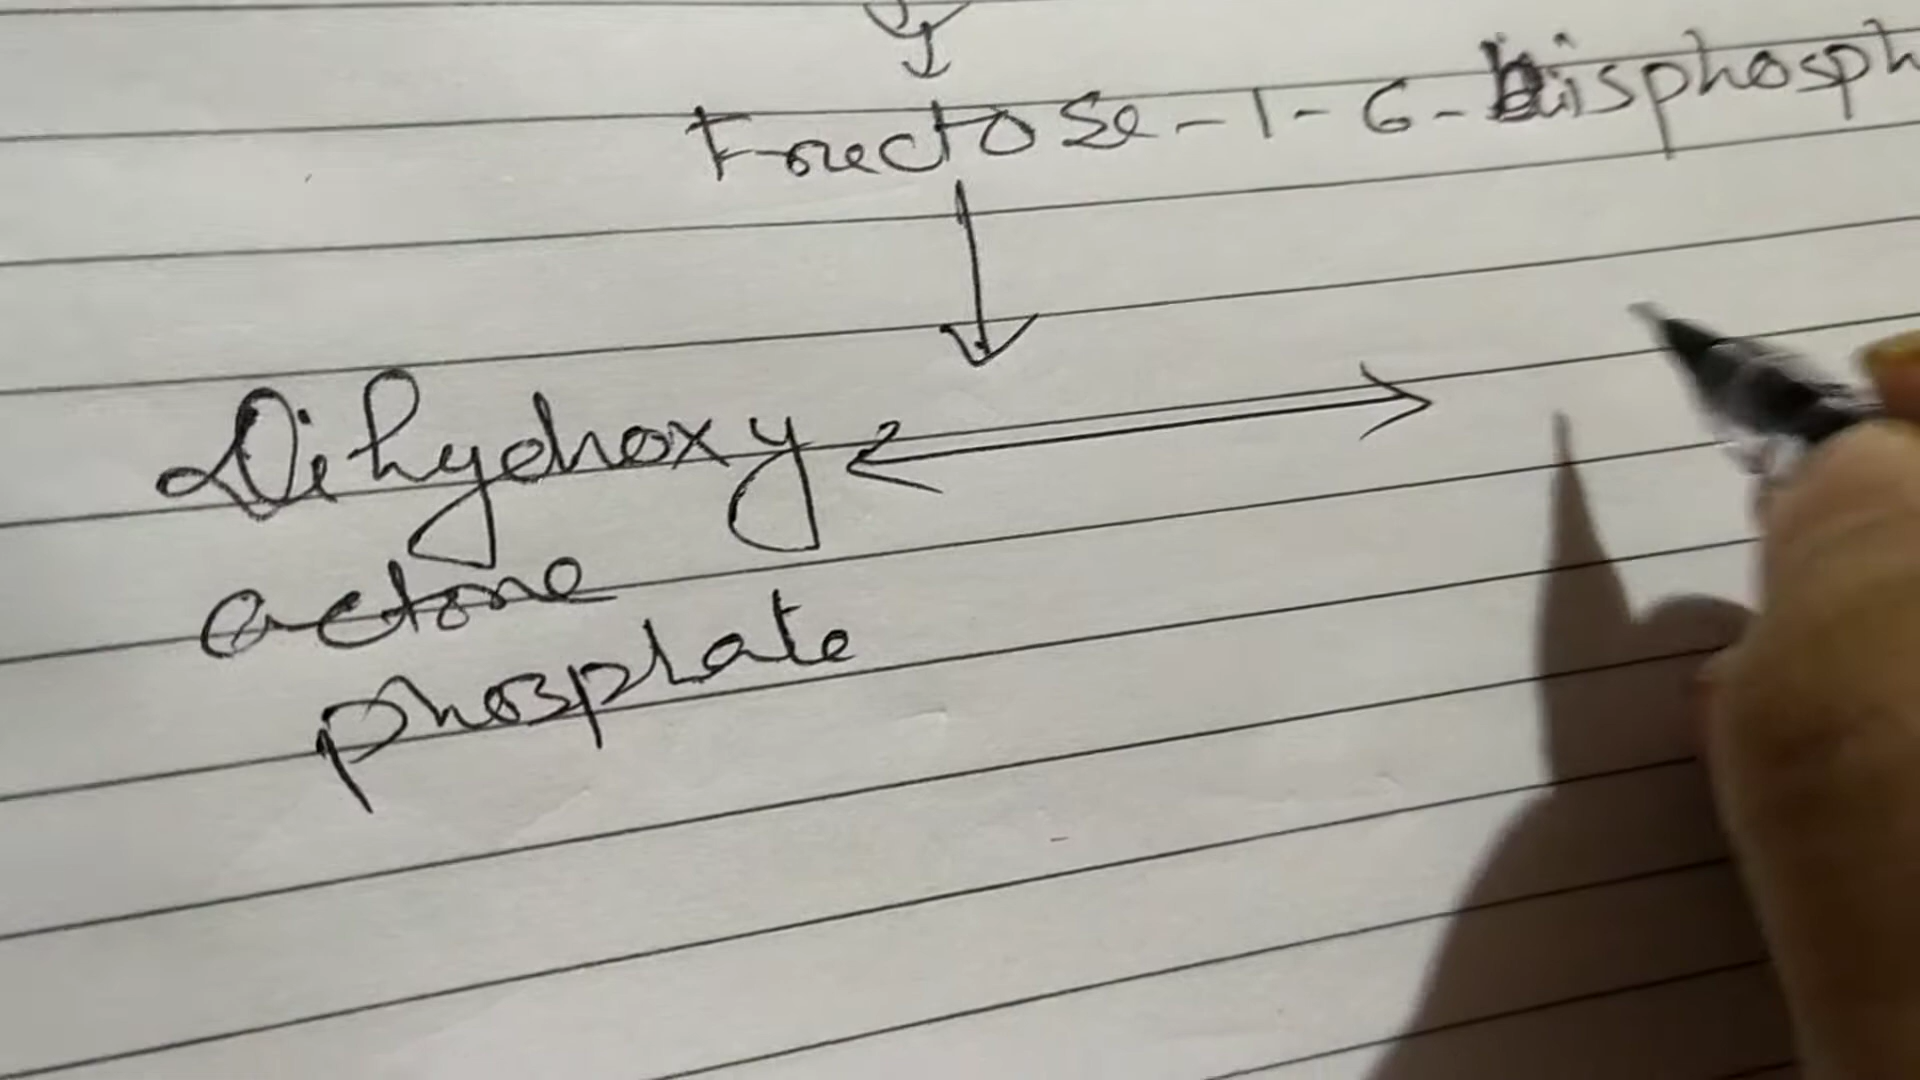 Fructose-1-6-bisphosph
Dihydroxy
acetone
phosphate